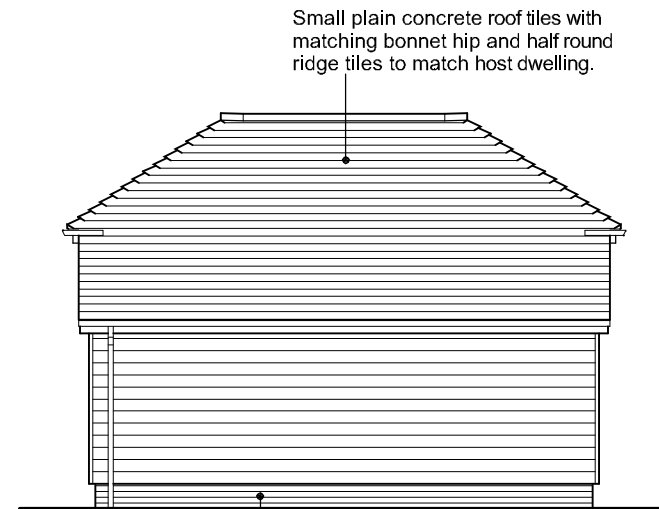 Small plain concrete roof tiles with
matching bonnet hip and half round
ridge tiles to match host dwelling.